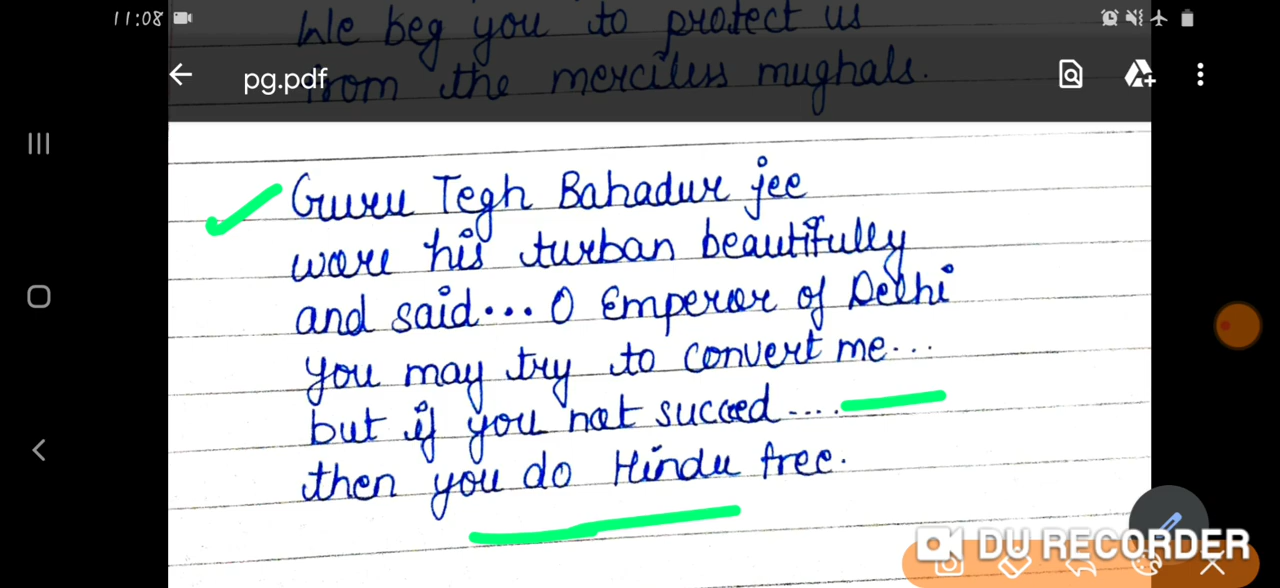 11:08
We beg you to protect us
pg.pdf
from the merciless mughals.
Guru Tegh Bahadur jee
wore his turban beautifully
and said... O Emperor of Delhi
you may try to convert me...
but if you not succeed ....
then you do Hindu free.
DU RECORDER